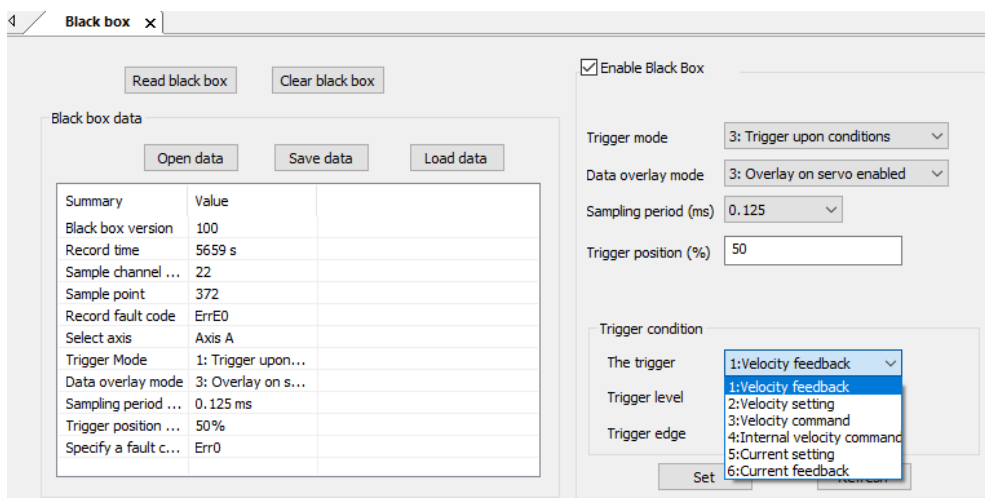 Black box x
Read black box Clear black box
Black box data
Open data Save data Load data
Summary Value
Black box version 100
Record time 5659 s
Sample channel ... 22
Sample point 372
Record fault code ErrE0
Select axis Axis A
Trigger Mode 1: Trigger upon...
Data overlay mode 3: Overlay on s...
Sampling period ... 0.125 ms
Trigger position ... 50%
Specify a fault c... Err0
Enable Black Box
Trigger mode 3: Trigger upon conditions
Data overlay mode 3: Overlay on servo enabled
Sampling period (ms) 0.125
Trigger position (%) 50
Trigger condition
The trigger 1:Velocity feedback
Trigger level
Trigger edge
1:Velocity feedback
2:Velocity setting
3:Velocity command
4:Internal velocity command
5:Current setting
6:Current feedback
Set